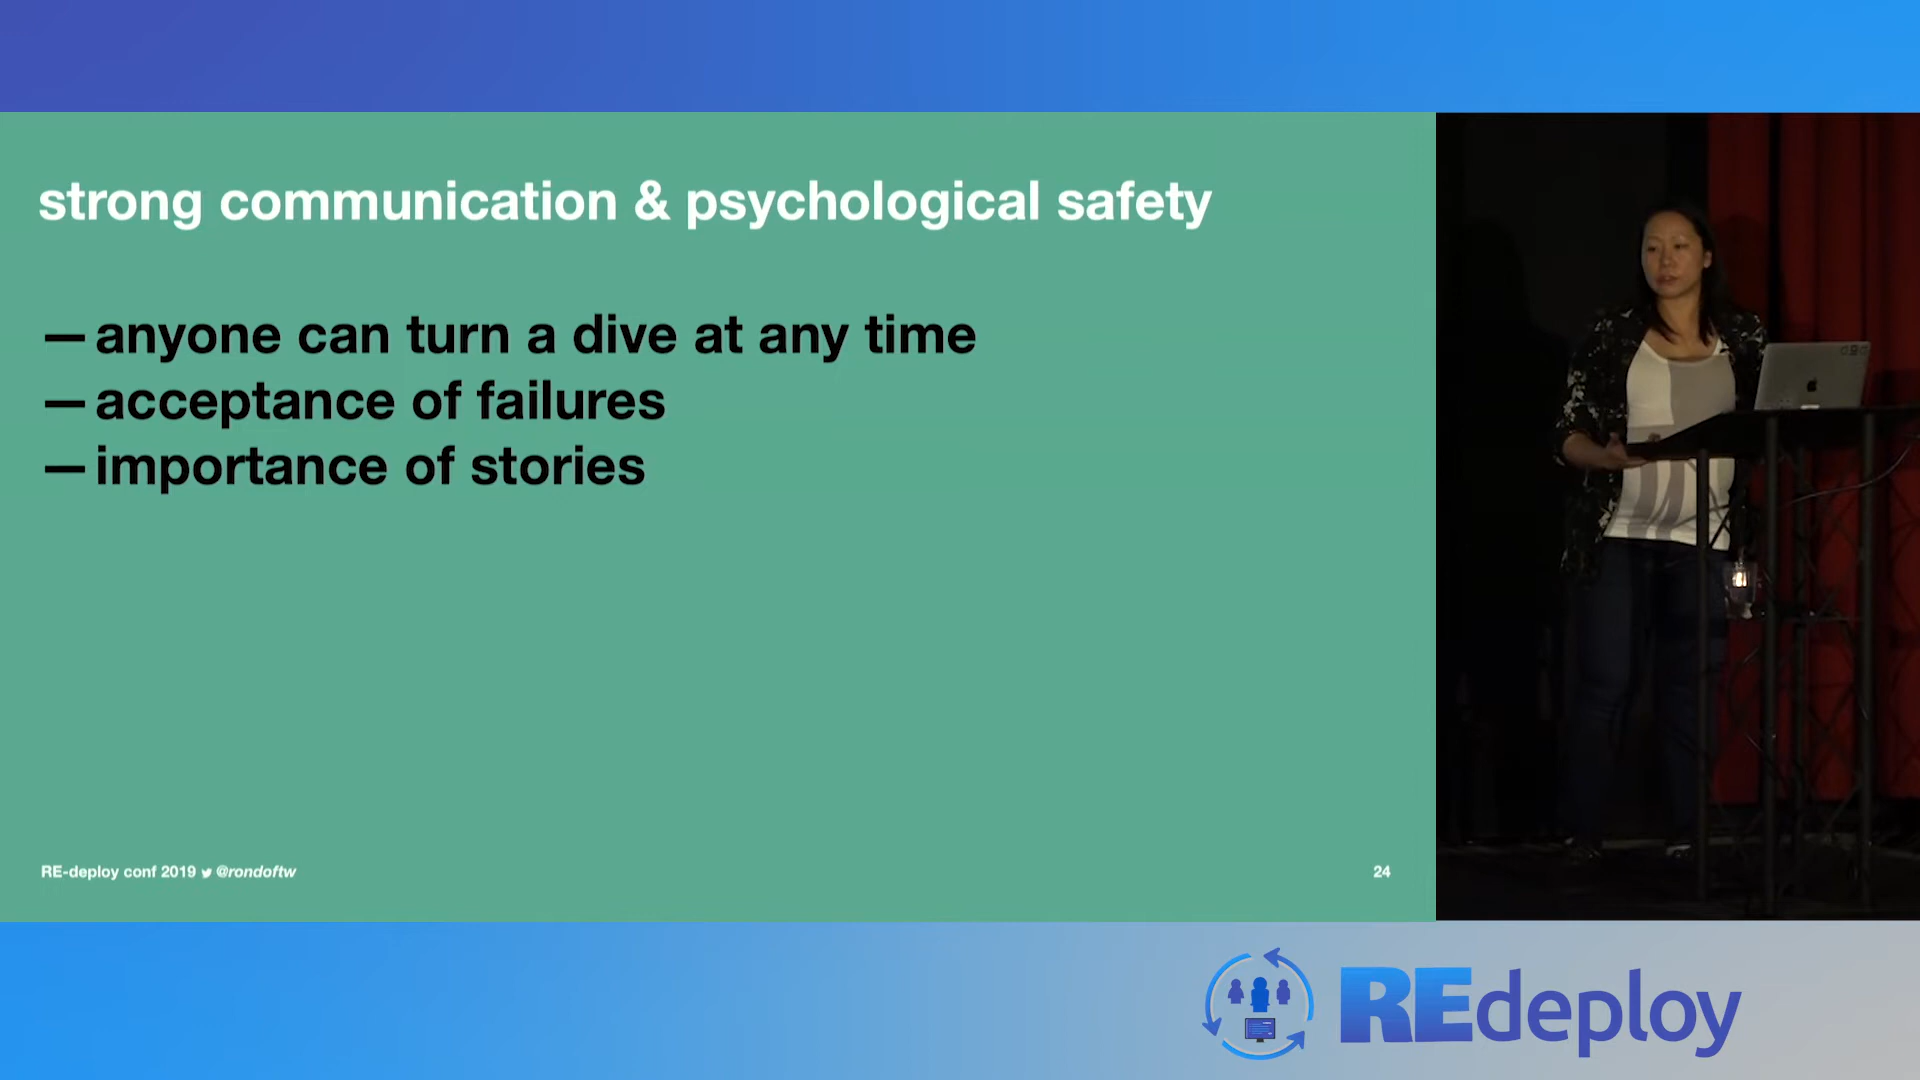 strong communication & psychological safety
— anyone can turn a dive at any time
— acceptance of failures
— importance of stories
RE-deploy conf 2019 @rondoftw
24
REdeploy